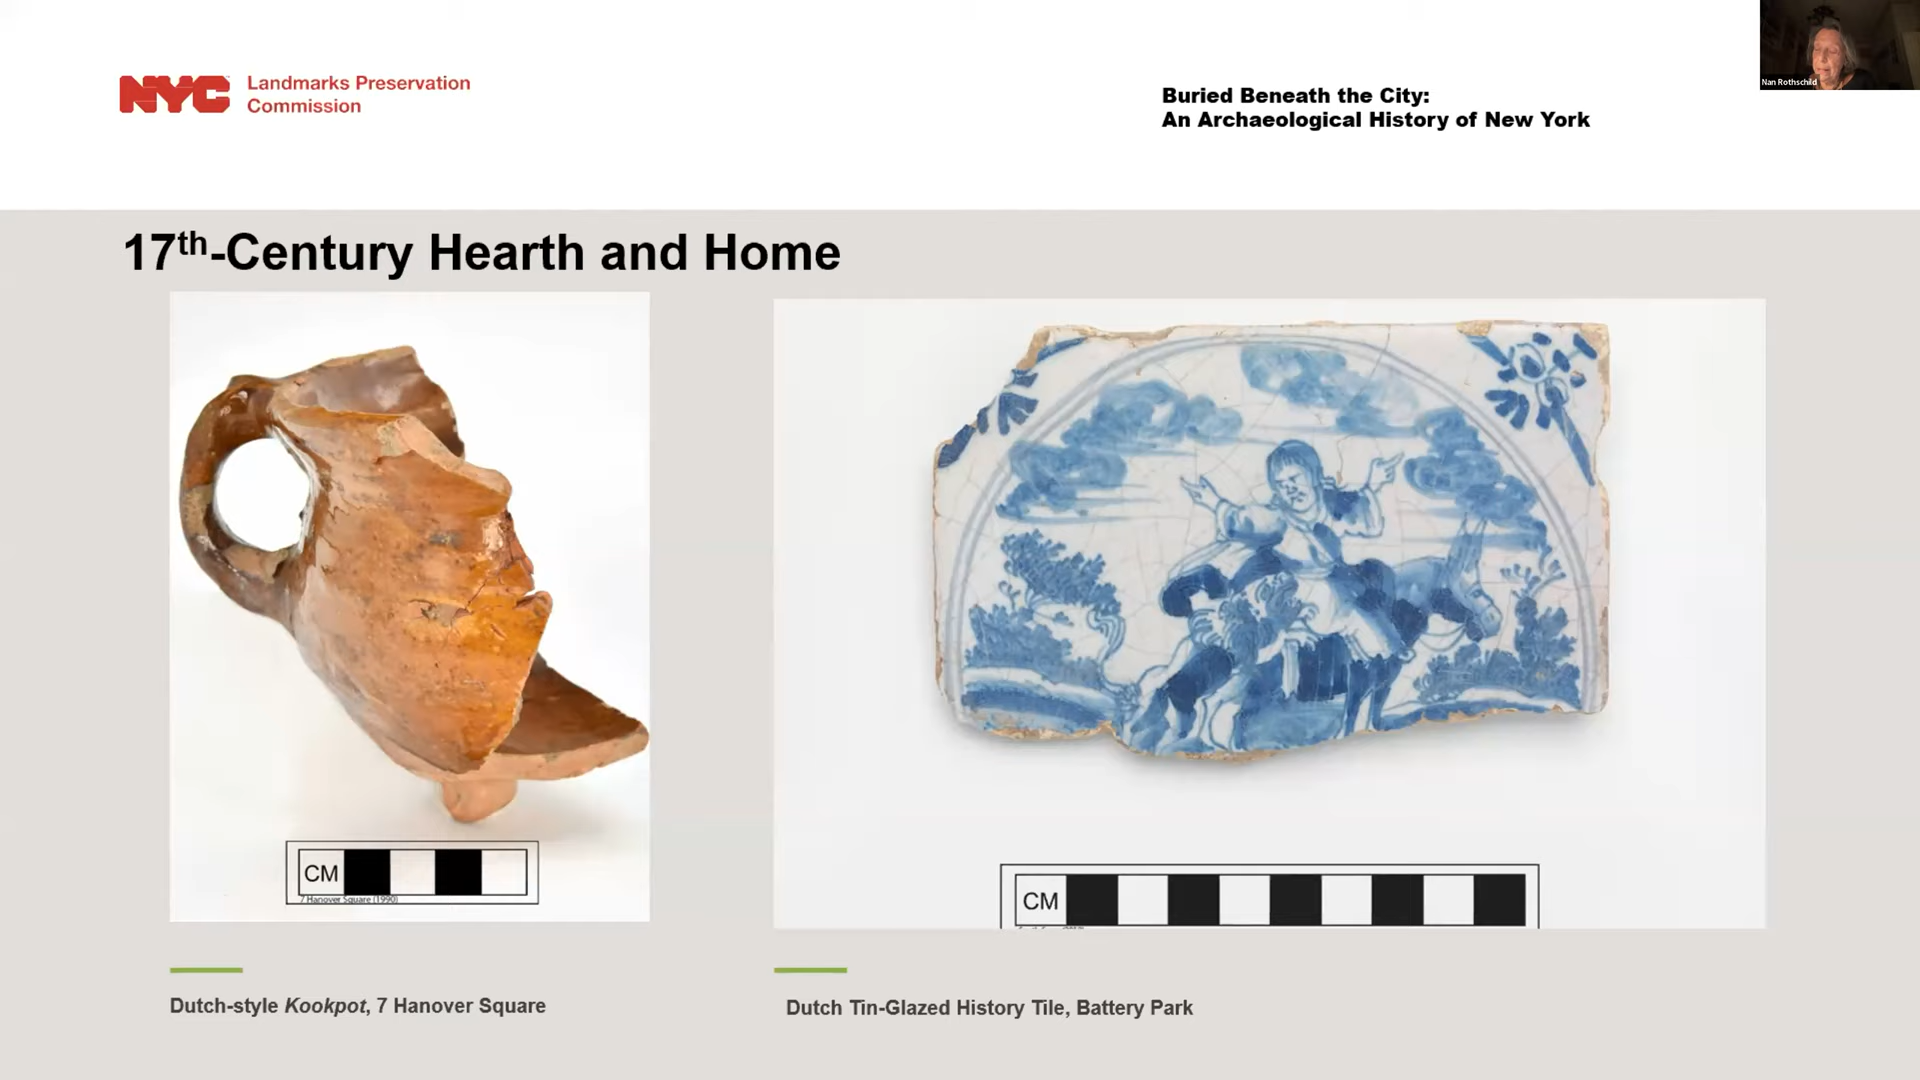 NYC Landmarks Preservation
Commission
Buried Beneath the City:
An Archaeological History of New York
Nan Rothschild
17th-Century Hearth and Home
CM
7 Hanover Square (1990)
CM
Dutch-style Kookpot, 7 Hanover Square
Dutch Tin-Glazed History Tile, Battery Park